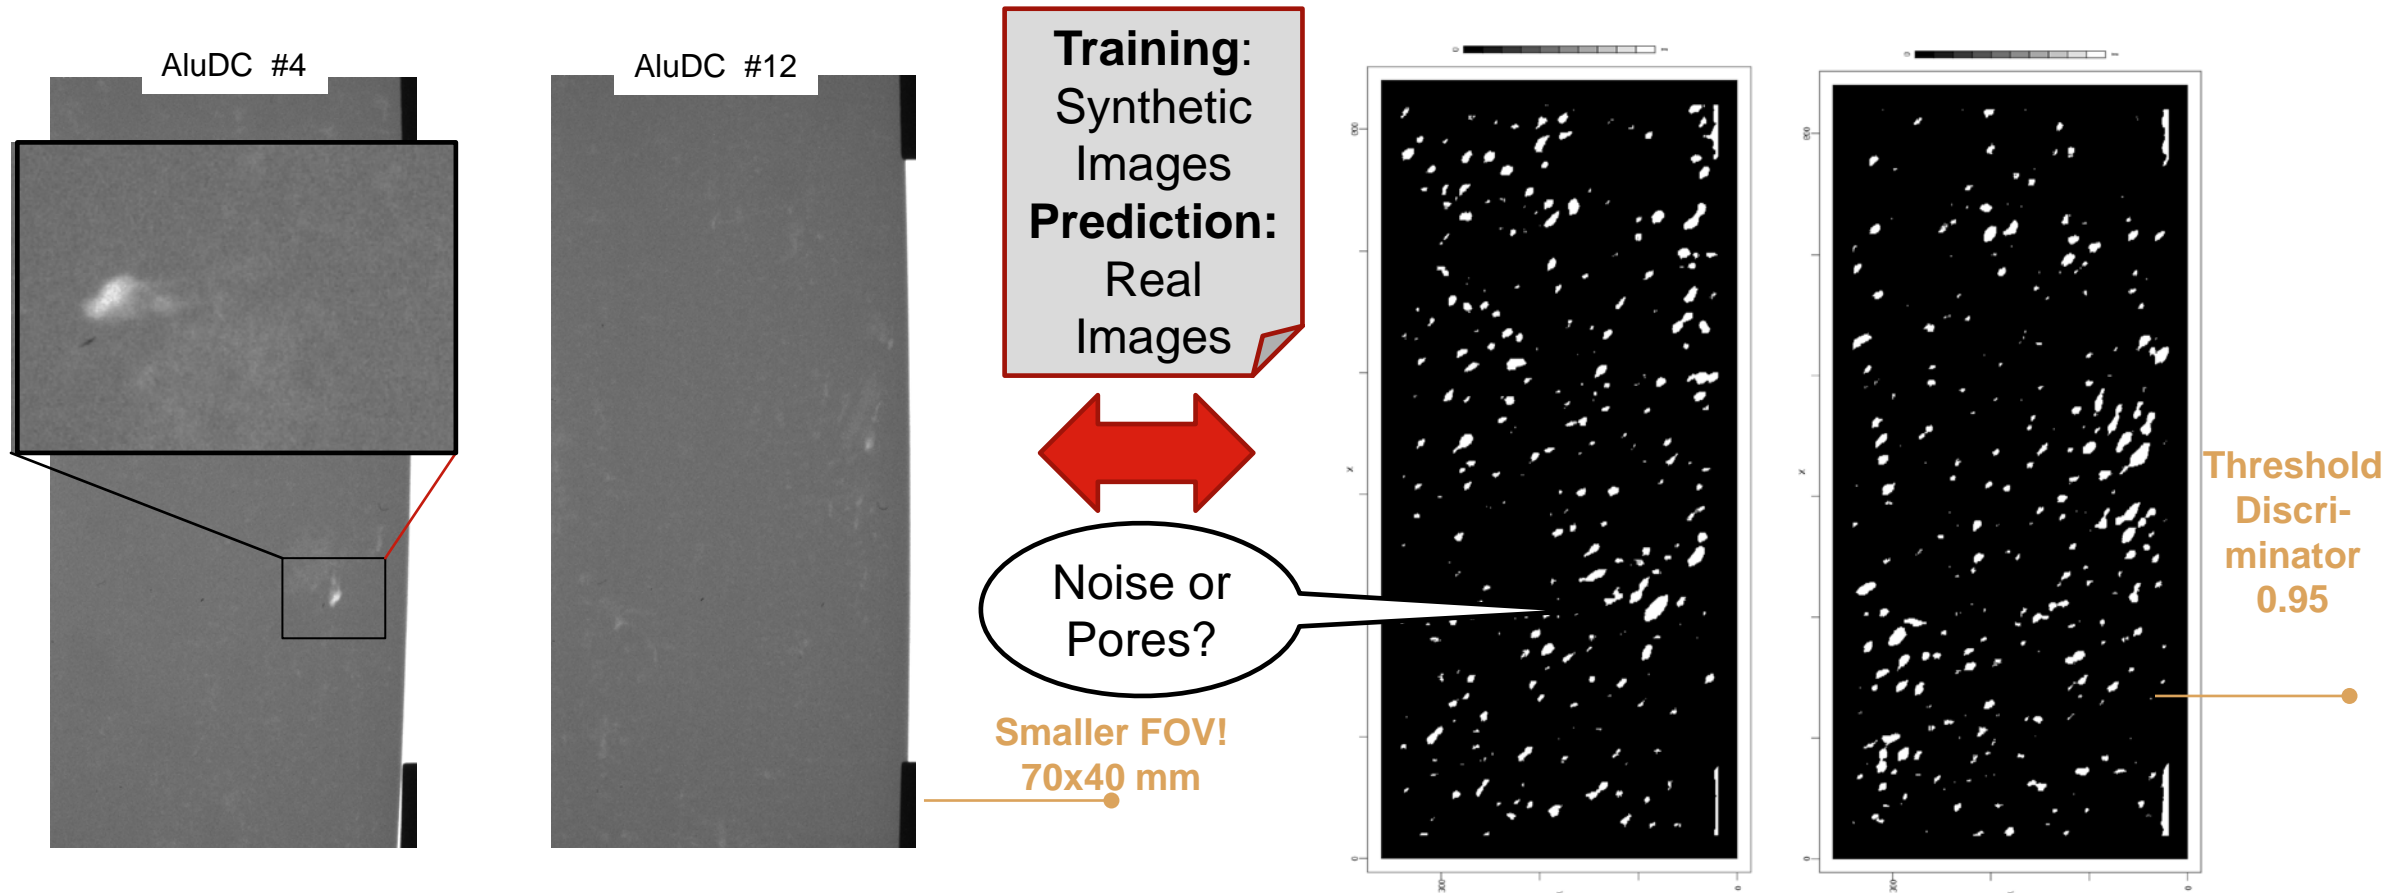 AluDC #4
AluDC #12
Training:
Synthetic
Images
Prediction:
Real
Images
Noise or
Pores?
Smaller FOV!
70x40 mm
Threshold
Discri-
minator
0.95